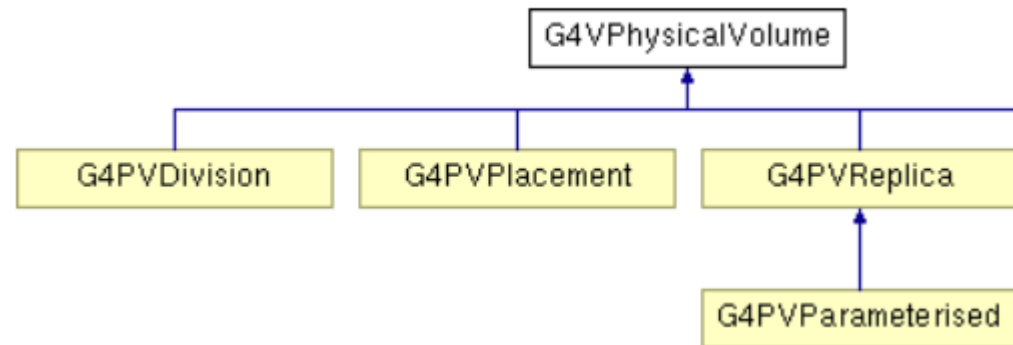 G4VPhysicalVolume
G4PVDivision
G4PVPlacement
G4PVReplica
G4PVParameterised